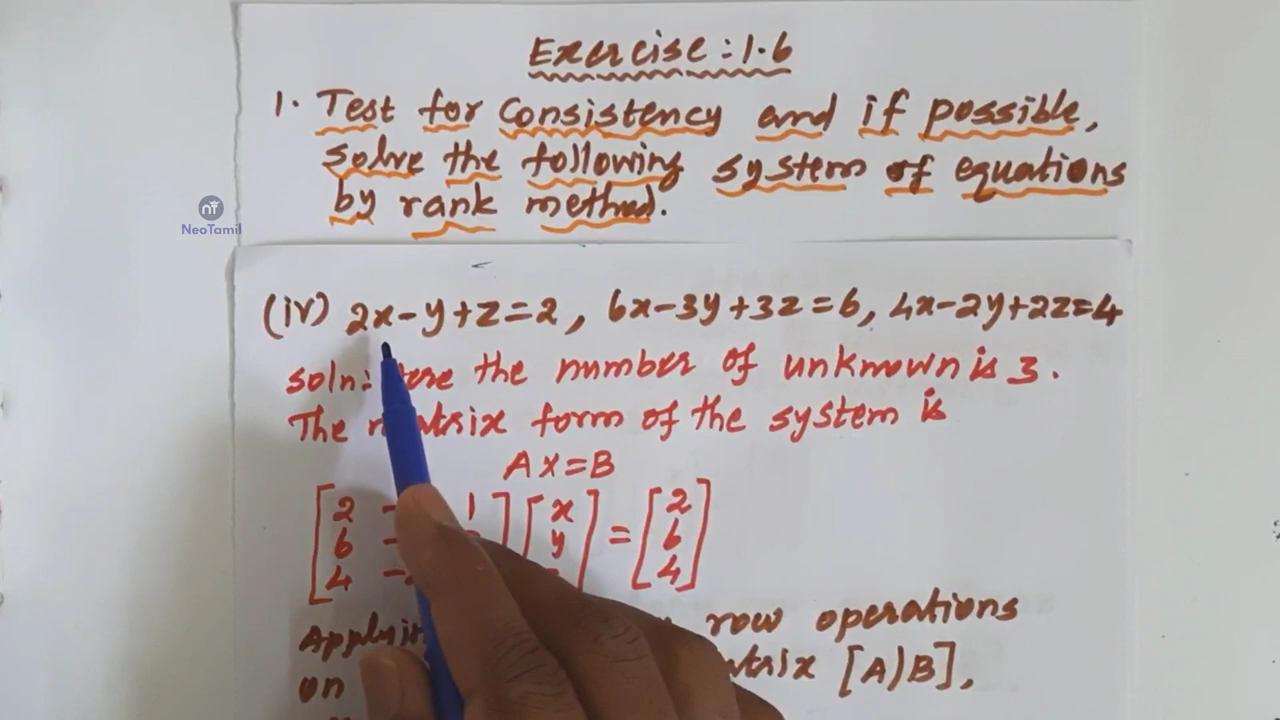 Exercise: 1.6
1. Test for Consistency and if possible,
solve the following system of equations
by rank method.
NeoTamil
(iv) 2x-y+z=2, 6x-3y+3z=6, 4x-2y+2z=4
soln: the number of unknown is 3.
The form of the system is
AX=B
[2 1] [x] = [2]
[6 [y] = [6]
[4 [4]
row operations
on [A|B],